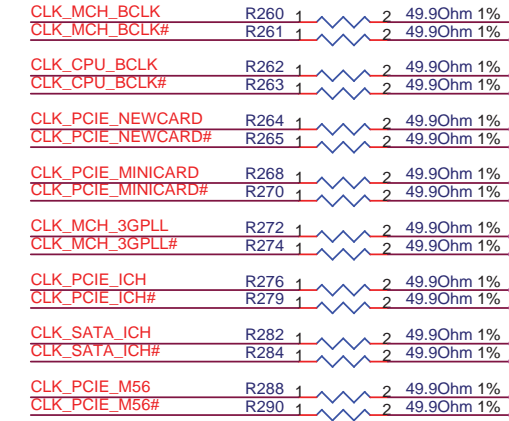 CLK_MCH_BCLK R260 1 2 49.9Ohm 1%
CLK_MCH_BCLK# R261 1 2 49.9Ohm 1%
CLK_CPU_BCLK R262 1 2 49.9Ohm 1%
CLK_CPU_BCLK# R263 1 2 49.9Ohm 1%
CLK_PCIE_NEWCARD R264 1 2 49.9Ohm 1%
CLK_PCIE_NEWCARD# R265 1 2 49.9Ohm 1%
CLK_PCIE_MINICARD R268 1 2 49.9Ohm 1%
CLK_PCIE_MINICARD# R270 1 2 49.9Ohm 1%
CLK_MCH_3GPLL R272 1 2 49.9Ohm 1%
CLK_MCH_3GPLL# R274 1 2 49.9Ohm 1%
CLK_PCIE_ICH R276 1 2 49.9Ohm 1%
CLK_PCIE_ICH# R279 1 2 49.9Ohm 1%
CLK_SATA_ICH R282 1 2 49.9Ohm 1%
CLK_SATA_ICH# R284 1 2 49.9Ohm 1%
CLK_PCIE_M56 R288 1 2 49.9Ohm 1%
CLK_PCIE_M56# R290 1 2 49.9Ohm 1%